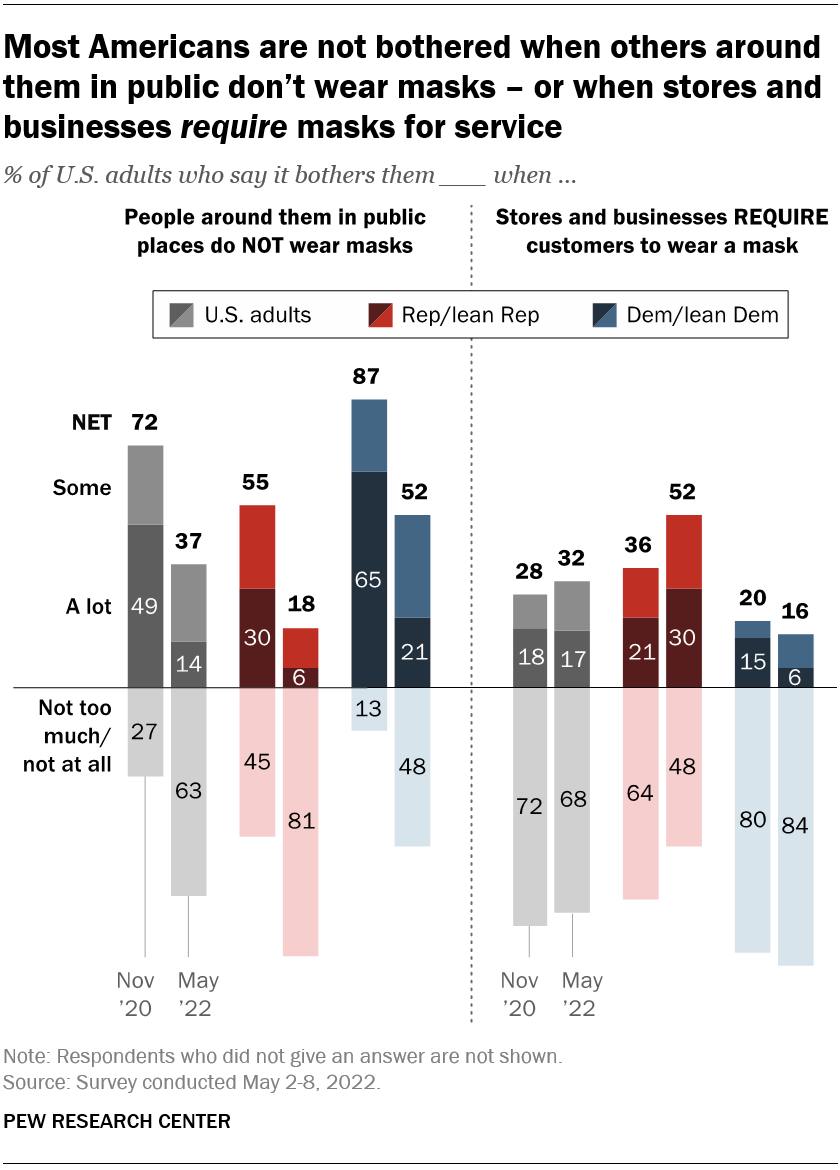 Most Americans are not bothered when others around
them in public don’t wear masks – or when stores and
businesses require masks for service
% of U.S. adults who say it bothers them ___ when ...
People around them in public
places do NOT wear masks
Stores and businesses REQUIRE
customers to wear a mask
U.S. adults
Rep/lean Rep
Dem/lean Dem
NET
Some
A lot
Not too
much/
not at all
72
49
27
37
14
63
55
30
45
18
6
81
87
65
13
52
21
48
28
18
72
32
17
68
36
21
64
52
30
48
20
15
80
16
6
84
Nov
’20
May
’22
Nov
’20
May
’22
Note: Respondents who did not give an answer are not shown.
Source: Survey conducted May 2-8, 2022.
PEW RESEARCH CENTER